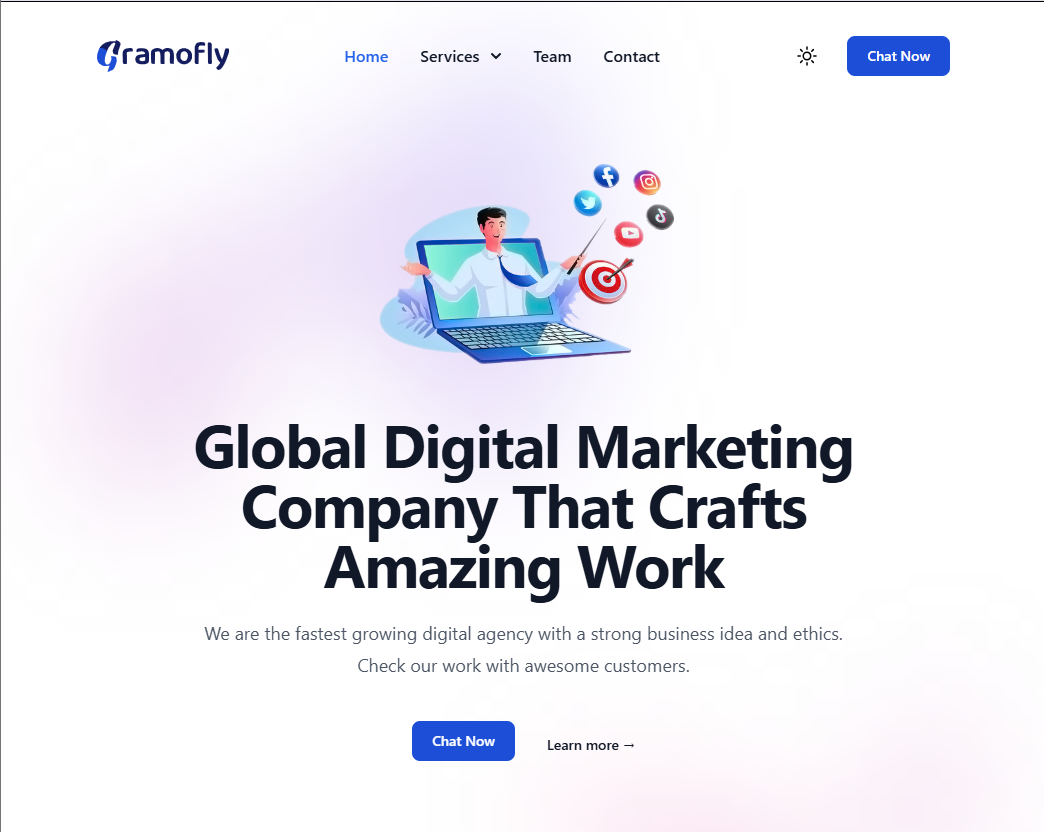 Gramofly
Home Services Team Contact
Chat Now
Global Digital Marketing
Company That Crafts
Amazing Work
We are the fastest growing digital agency with a strong business idea and ethics.
Check our work with awesome customers.
Chat Now
Learn more →